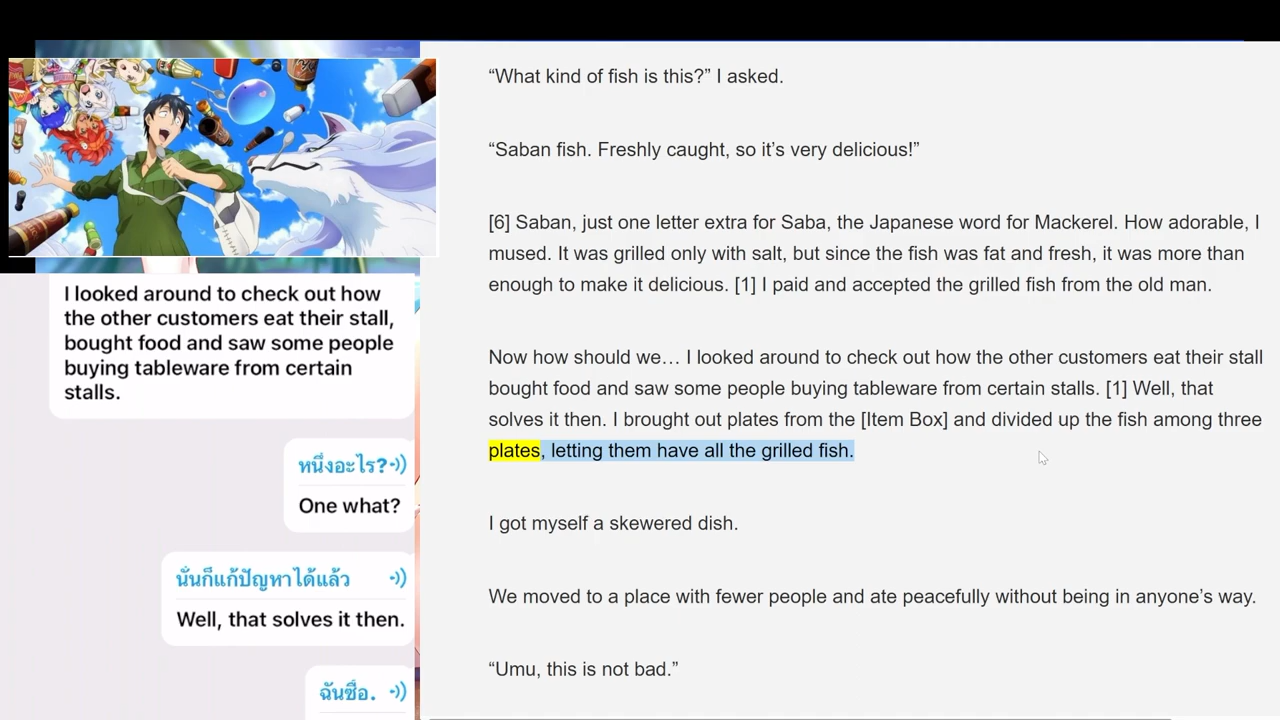 I looked around to check out how
the other customers eat their stall,
bought food and saw some people
buying tableware from certain
stalls.
หนึ่งอะไร?
One what?
นั่นก็แก้ปัญหาได้แล้ว
Well, that solves it then.
ฉันซื่อ.
“What kind of fish is this?” I asked.
“Saban fish. Freshly caught, so it’s very delicious!”
[6] Saban, just one letter extra for Saba, the Japanese word for Mackerel. How adorable, I
mused. It was grilled only with salt, but since the fish was fat and fresh, it was more than
enough to make it delicious. [1] I paid and accepted the grilled fish from the old man.
Now how should we… I looked around to check out how the other customers eat their stall
bought food and saw some people buying tableware from certain stalls. [1] Well, that
solves it then. I brought out plates from the [Item Box] and divided up the fish among three
plates, letting them have all the grilled fish.
I got myself a skewered dish.
We moved to a place with fewer people and ate peacefully without being in anyone’s way.
“Umu, this is not bad.”